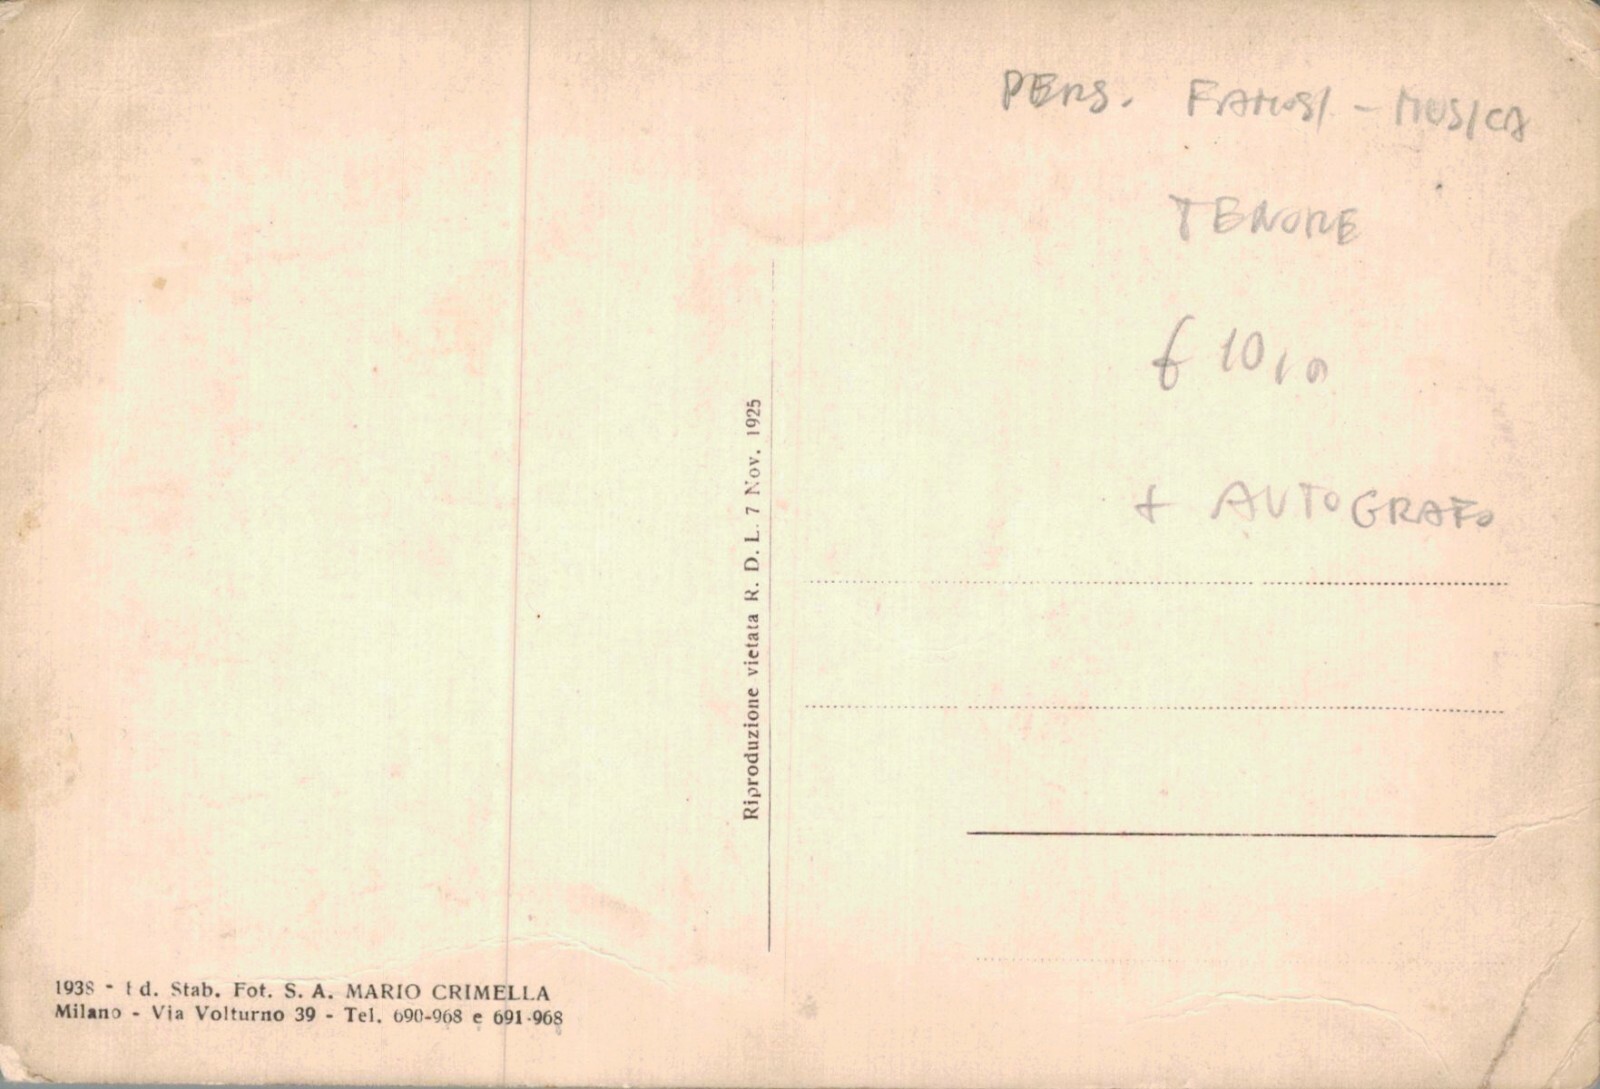 PERS. FAMOSI - MUSICA
TENORE
€ 10,0
+ AUTOGRAFO
Riproduzione vietata R. D. L. 7 Nov. 1925
1938 - Ed. Stab. Fot. S. A. MARIO CRIMELLA
Milano - Via Volturno 39 - Tel. 690-968 e 691-968